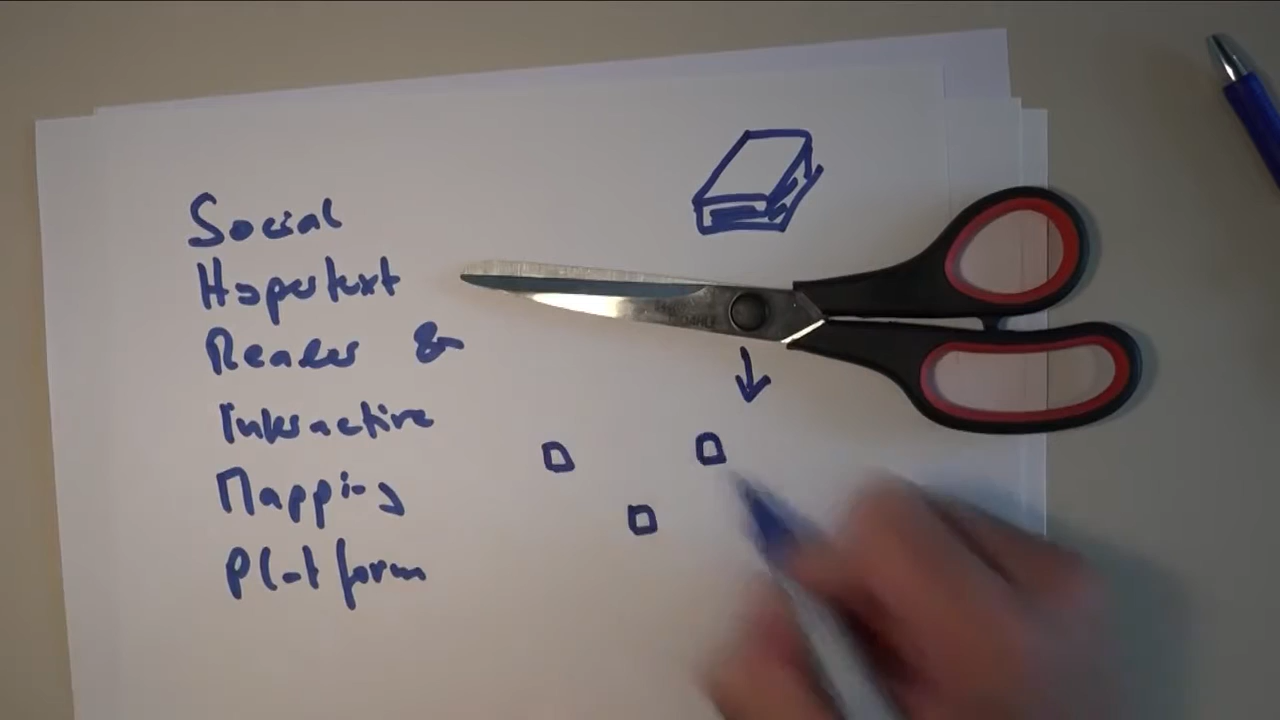 Social
Hypertext
Reader &
Interactive
Mapping
Platform